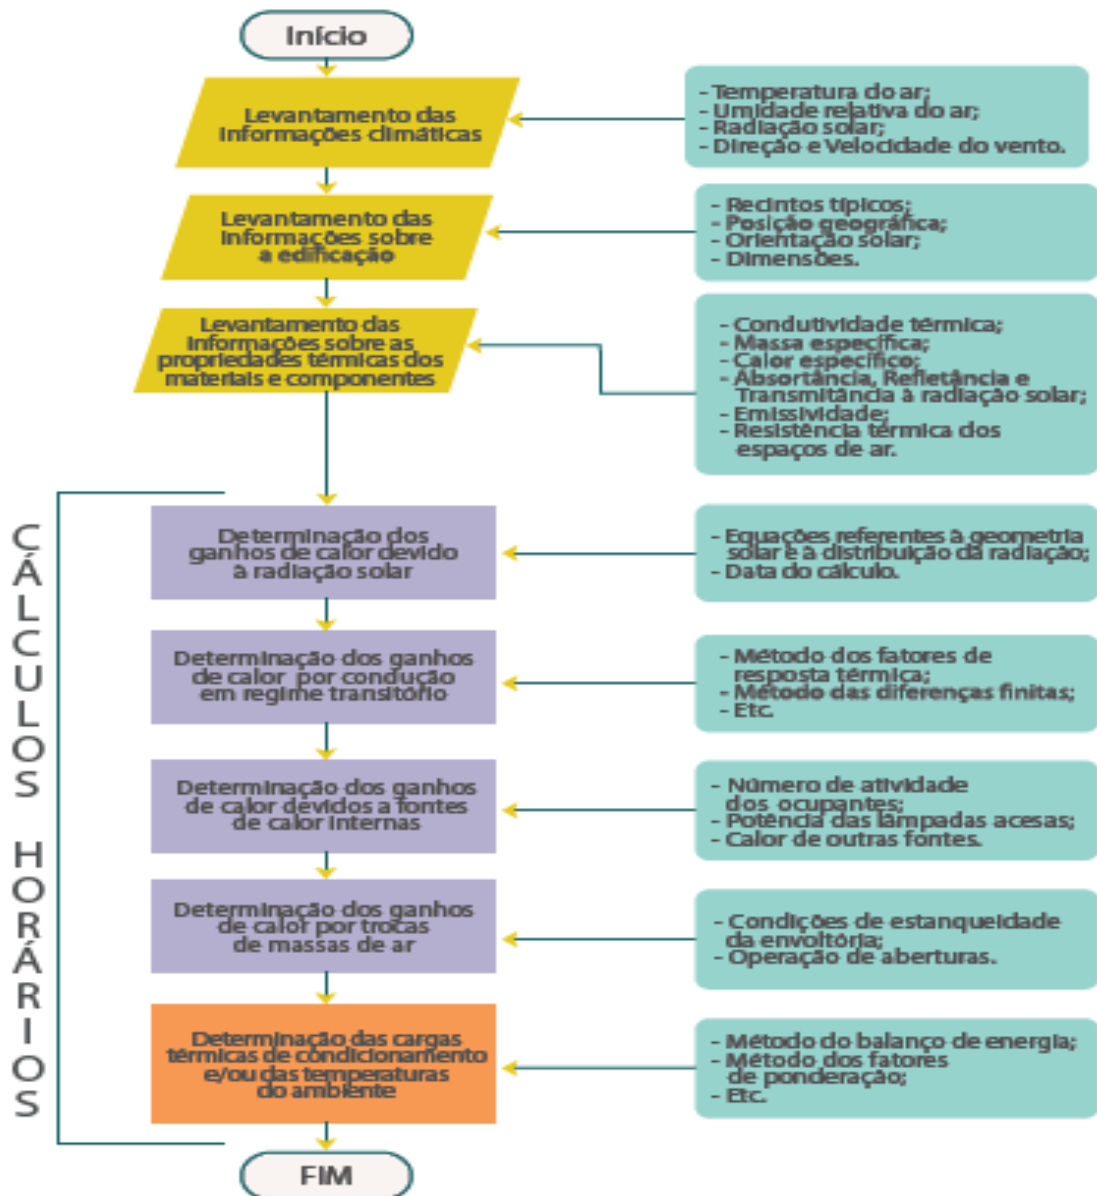 Início
Levantamento das
Informações climáticas
- Temperatura do ar;
- Umidade relativa do ar;
- Radiação solar;
- Direção e Velocidade do vento.
Levantamento das
Informações sobre
a edificação
- Recintos típicos;
- Posição geográfica;
- Orientação solar;
- Dimensões.
Levantamento das
Informações sobre as
propriedades térmicas dos
materiais e componentes
- Condutividade térmica;
- Massa específica;
- Calor específico;
- Absortância, Refletância e
Transmitância à radiação solar;
- Emissividade;
- Resistência térmica dos
espaços de ar.
CÁLCULOS HORÁRIOS
Determinação dos
ganhos de calor devido
à radiação solar
- Equações referentes à geometria
solar e à distribuição da radiação;
- Data do cálculo.
Determinação dos ganhos
de calor por condução
em regime transitório
- Método dos fatores de
resposta térmica;
- Método das diferenças finitas;
- Etc.
Determinação dos ganhos
de calor devidos a fontes
de calor internas
- Número de atividade
dos ocupantes;
- Potência das lâmpadas acesas;
- Calor de outras fontes.
Determinação dos ganhos
de calor por trocas
de massas de ar
- Condições de estanqueidade
da envoltória;
- Operação de aberturas.
Determinação das cargas
térmicas de condicionamento
e/ou das temperaturas
do ambiente
- Método do balanço de energia;
- Método dos fatores
de ponderação;
- Etc.
FIM